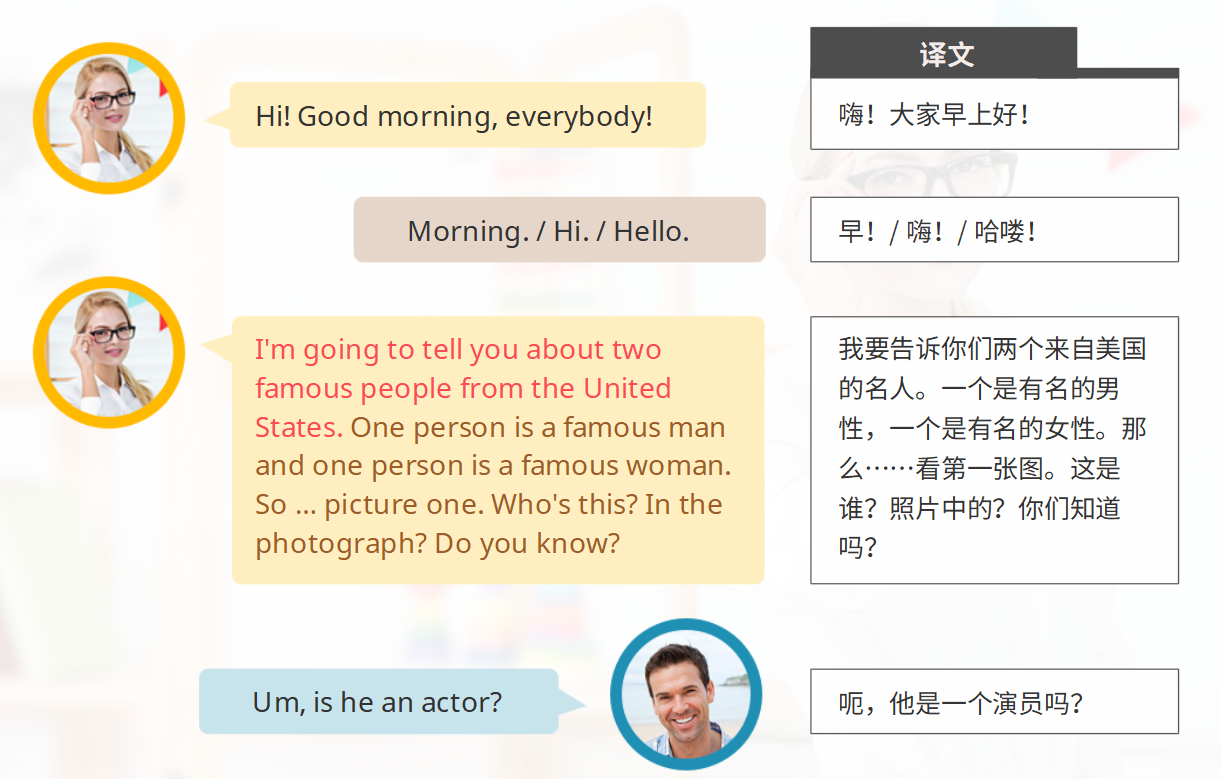 译文
Hi! Good morning, everybody!
嗨！大家早上好！
Morning. / Hi. / Hello.
早！/ 嗨！/ 哈喽！
I'm going to tell you about two
famous people from the United
States. One person is a famous man
and one person is a famous woman.
So ... picture one. Who's this? In the
photograph? Do you know?
我要告诉你们两个来自美国
的名人。一个是有名的男
性，一个是有名的女性。那
么……看第一张图。这是
谁？照片中的？你们知道
吗？
Um, is he an actor?
呃，他是一个演员吗？